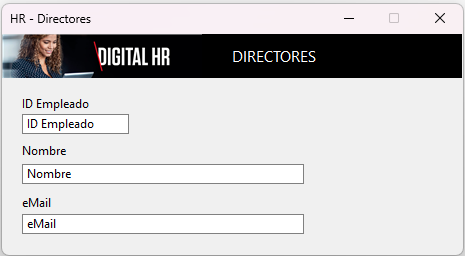 HR - Directores
DIGITAL HR
DIRECTORES
ID Empleado
ID Empleado
Nombre
Nombre
eMail
eMail